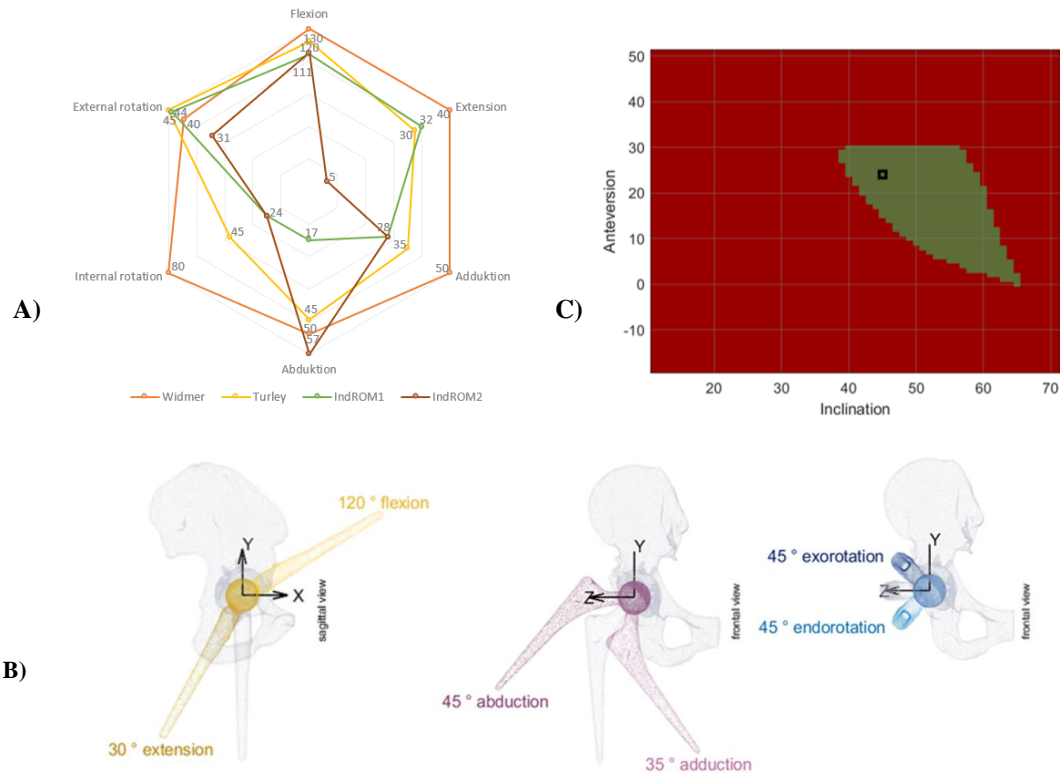 A)
Flexion
130
120
111
External rotation
Extension
44
45
40
31
40
32
30
5
24
17
28
45
35
Internal rotation
80
50
Adduktion
45
50
57
Abduktion
Widmer
Turley
IndROM1
IndROM2
C)
50
40
30
20
10
0
-10
Anteversion
20
30
40
50
60
70
Inclination
B)
120 ° flexion
Y
X
sagittal view
30 ° extension
Y
Z
frontal view
45 ° abduction
35 ° adduction
45 ° exorotation
Y
Z
45 ° endorotation
frontal view